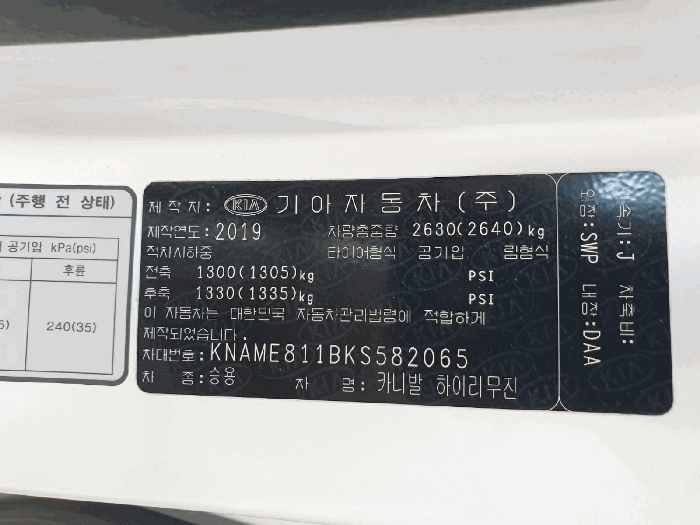 (주행 전 상태)
공기압 kPa(psi)
후륜
5)
240(35)
제 작 자: KIA 기아자동차(주)
제작연도:2019 차량총중량 2630(2640)kg
적차시하중 타이어형식 공기압 림형식
전축 1300(1305)kg PSI
후축 1330(1335)kg PSI
이 자동차는 대한민국 자동차관리법령에 적합하게
제작되었습니다.
차대번호:KNAME811BKS582065
차 종:승용 차 명: 카니발 하이리무진
속기:J 차축비:
외장:SWP 내장:DAA